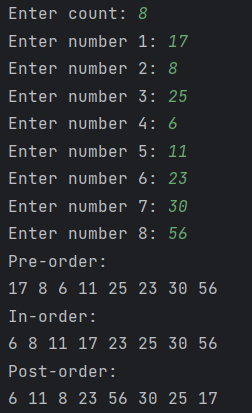 Enter count: 8
Enter number 1: 17
Enter number 2: 8
Enter number 3: 25
Enter number 4: 6
Enter number 5: 11
Enter number 6: 23
Enter number 7: 30
Enter number 8: 56
Pre-order:
17 8 6 11 25 23 30 56
In-order:
6 8 11 17 23 25 30 56
Post-order:
6 11 8 23 56 30 25 17